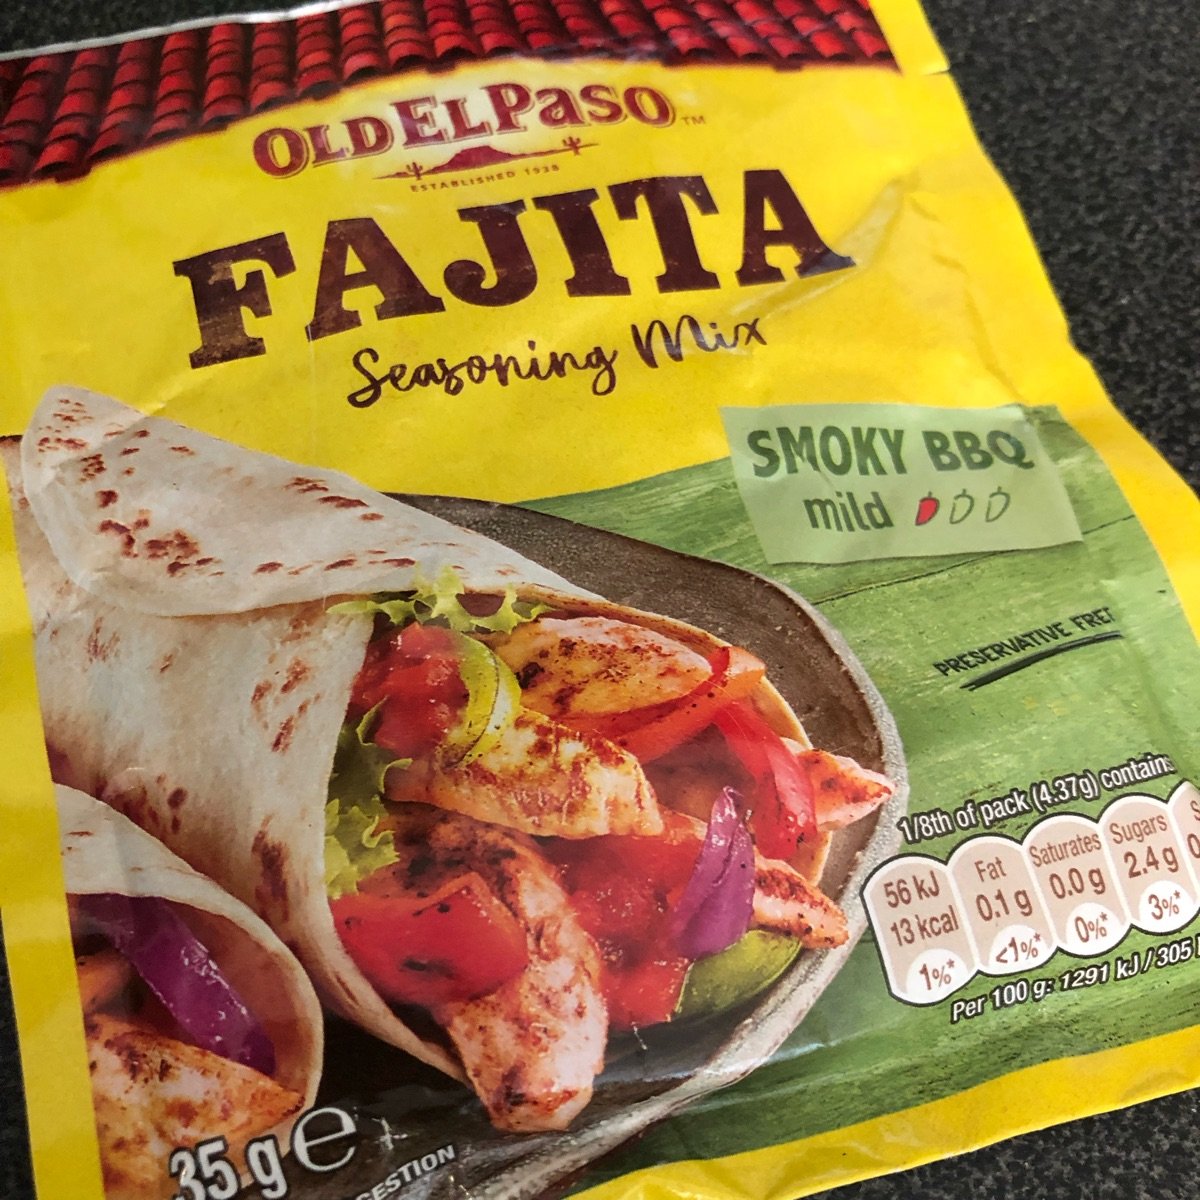 OLD EL PASO™
ESTABLISHED 1938
FAJITA
Seasoning Mix
SMOKY BBQ
mild
PRESERVATIVE FREE
1/8th of pack (4.37g) contains
56 kJ
13 kcal
1%*
Fat
0.1 g
<1%*
Saturates
0.0 g
0%*
Sugars
2.4 g
3%*
Per 100 g: 1291 kJ / 305
35 g e